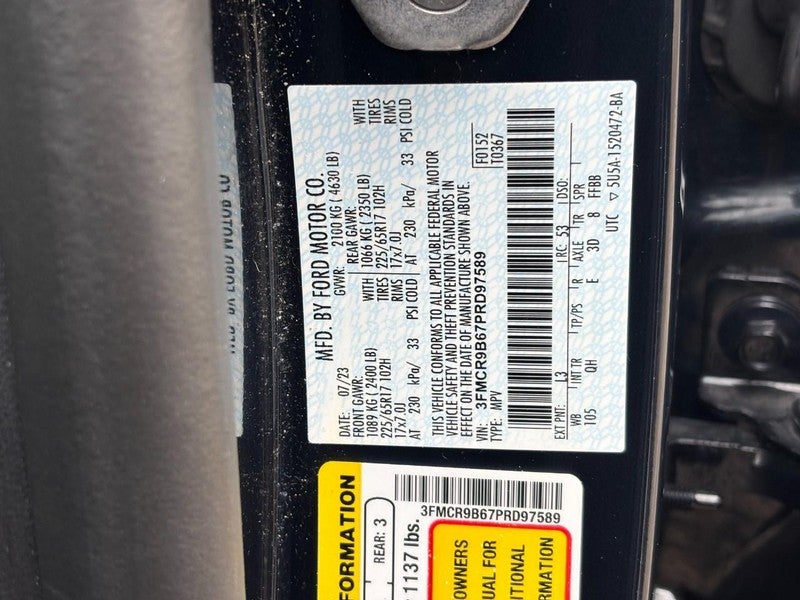 MFD. BY FORD MOTOR CO.
DATE: 07/23 GVWR: 2100 KG ( 4630 LB)
FRONT GAWR: REAR GAWR:
1089 KG ( 2400 LB) WITH 1066 KG ( 2350 LB) WITH
225/65R17 102H TIRES 225/65R17 102H TIRES
17x7.0J RIMS 17x7.0J RIMS
AT 230 kPa/ 33 PSI COLD AT 230 kPa/ 33 PSI COLD
THIS VEHICLE CONFORMS TO ALL APPLICABLE FEDERAL MOTOR
VEHICLE SAFETY AND THEFT PREVENTION STANDARDS IN
EFFECT ON THE DATE OF MANUFACTURE SHOWN ABOVE.
VIN: 3FMCR9B67PRD97589
TYPE: MPV
F0152
T0367
EXT PNT: L3 RC: 53 DSO:
WB INT TR TP/PS R AXLE TR SPR
105 QH E 3D 8 FFBB
UTC ▽ 5U5A-1520472-BA
3FMCR9B67PRD97589
FORMATION
REAR: 3
1137 lbs.
OWNERS
UAL FOR
ITIONAL
RMATION